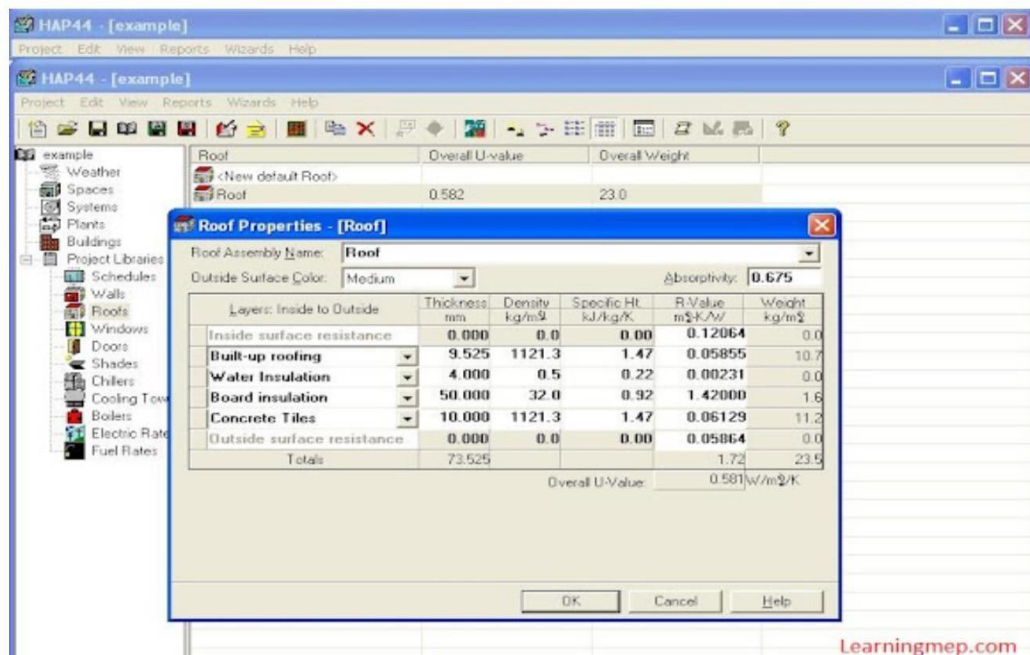 HAP44 - [example]
Project Edit View Reports Wizards Help
HAP44 - [example]
Project Edit View Reports Wizards Help
example
Weather
Spaces
Systems
Plants
Buildings
Project Libraries
Schedules
Walls
Roofs
Windows
Doors
Shades
Chillers
Cooling Tow
Boilers
Electric Rate
Fuel Rates
Roof Overall U-value Overall Weight
<New default Roof>
Roof 0.582 23.0
Roof Properties - [Roof]
Roof Assembly Name: Roof
Outside Surface Color: Medium Absorptivity: 0.675
Layers: Inside to Outside Thickness mm Density kg/m³ Specific Ht. kJ/kg/K R-Value m²-K/W Weight kg/m²
Inside surface resistance 0.000 0.0 0.00 0.12064 0.0
Built-up roofing 9.525 1121.3 1.47 0.05855 10.7
Water Insulation 4.000 0.5 0.22 0.00231 0.0
Board insulation 50.000 32.0 0.92 1.42000 1.6
Concrete Tiles 10.000 1121.3 1.47 0.06129 11.2
Outside surface resistance 0.000 0.0 0.00 0.05864 0.0
Totals 73.525 1.72 23.5
Overall U-Value: 0.581 W/m²/K
OK Cancel Help
Learningmep.com